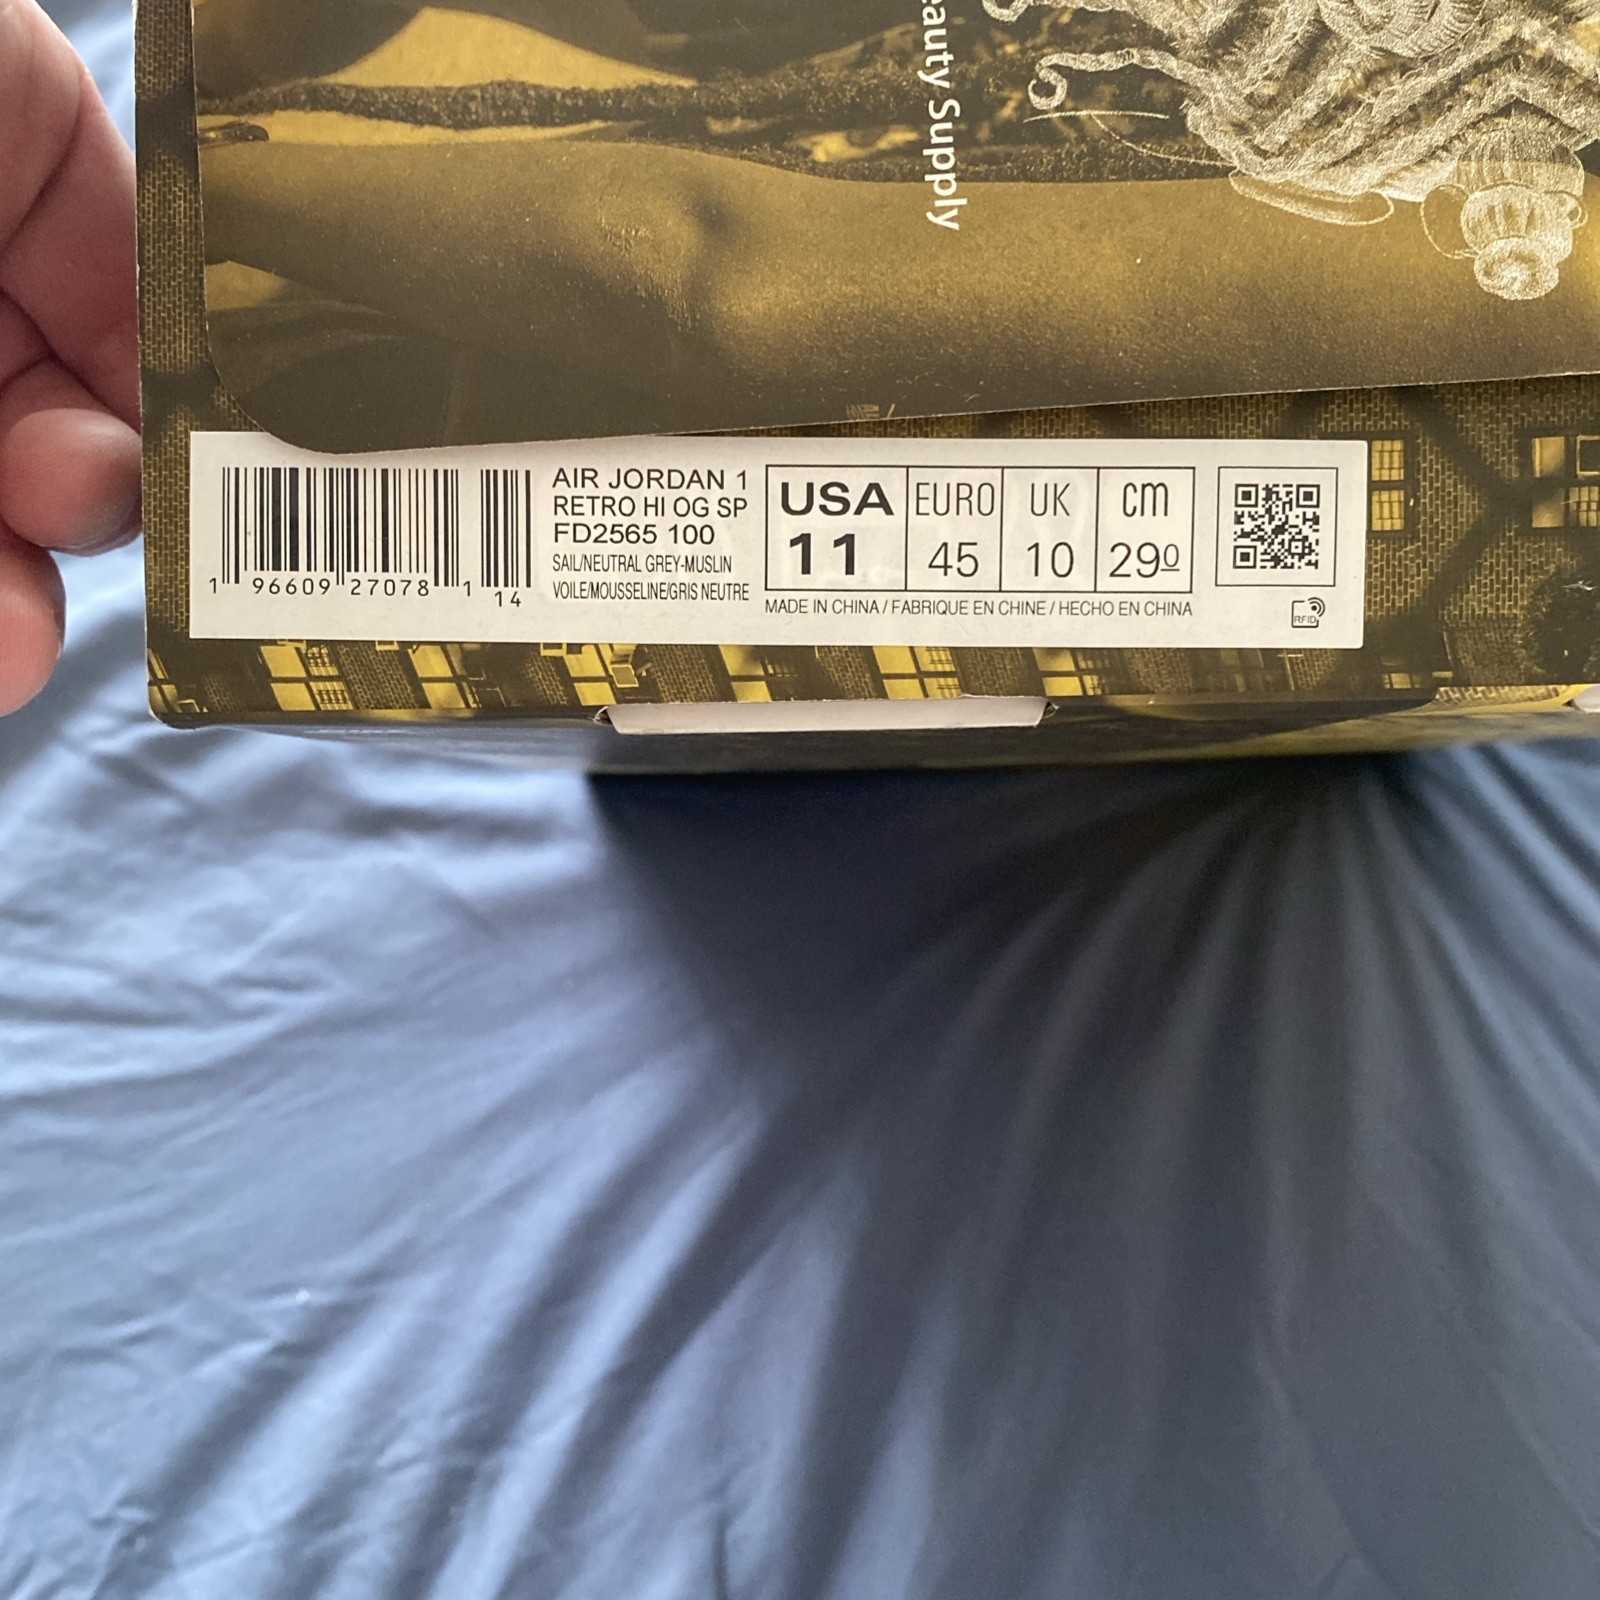 eauty Supply
AIR JORDAN 1
RETRO HI OG SP
FD2565 100
SAIL/NEUTRAL GREY-MUSLIN
VOILE/MOUSSELINE/GRIS NEUTRE
1 96609 27078 1 14
USA EURO UK cm
11 45 10 290
MADE IN CHINA / FABRIQUE EN CHINE / HECHO EN CHINA
RFID